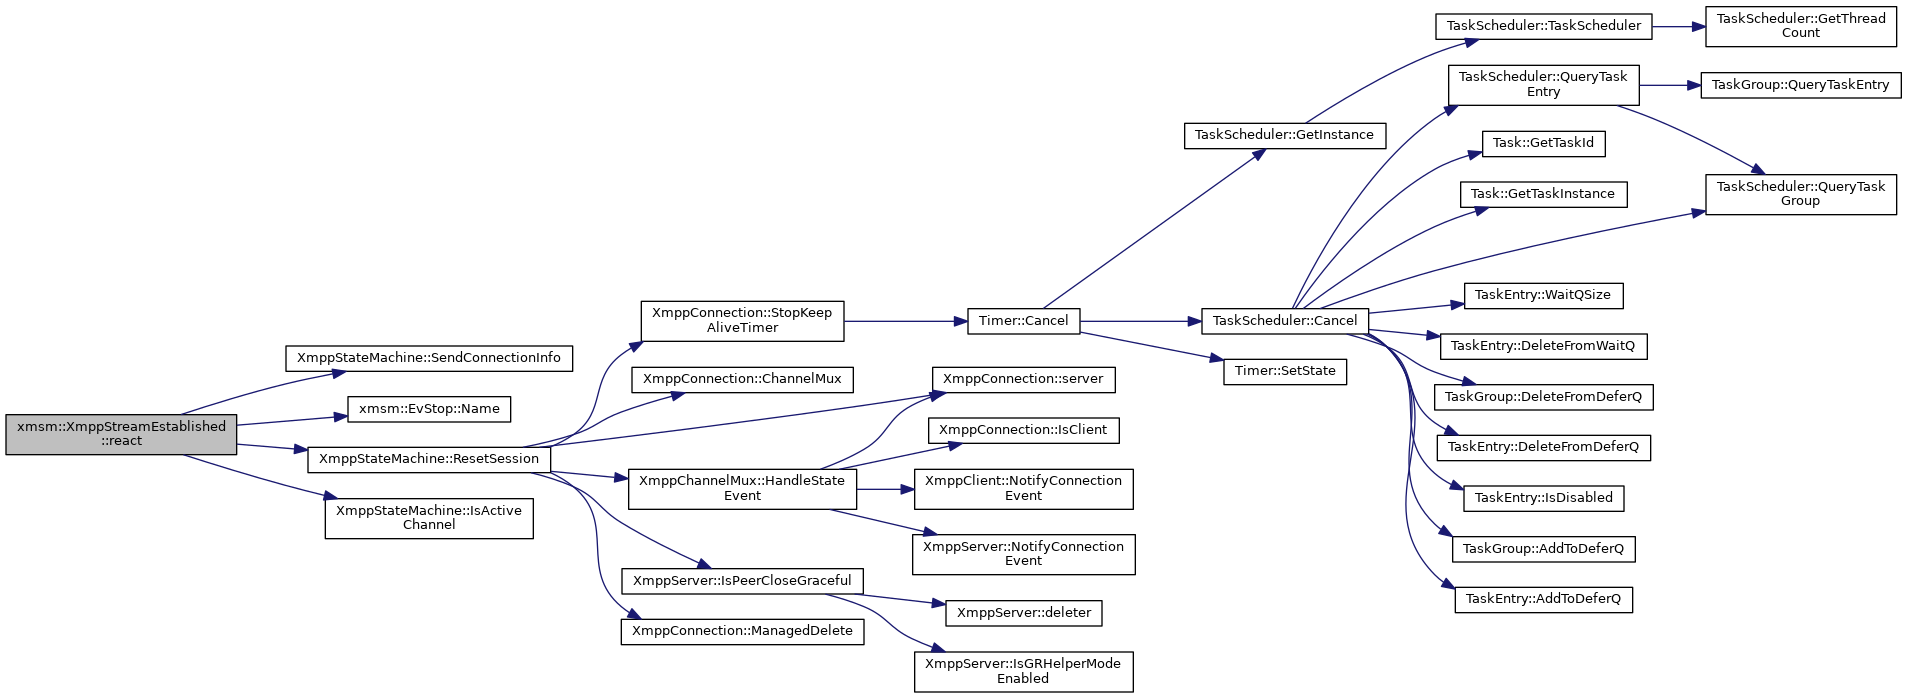 xmsm::XmppStreamEstablished
::react
XmppStateMachine::SendConnectionInfo
xmsm::EvStop::Name
XmppStateMachine::ResetSession
XmppStateMachine::IsActive
Channel
XmppConnection::StopKeep
AliveTimer
XmppConnection::ChannelMux
XmppChannelMux::HandleState
Event
XmppServer::IsPeerCloseGraceful
XmppConnection::ManagedDelete
Timer::Cancel
XmppConnection::server
XmppConnection::IsClient
XmppClient::NotifyConnection
Event
XmppServer::NotifyConnection
Event
XmppServer::deleter
XmppServer::IsGRHelperMode
Enabled
TaskScheduler::GetInstance
TaskScheduler::Cancel
Timer::SetState
TaskScheduler::TaskScheduler
TaskScheduler::QueryTask
Entry
Task::GetTaskId
Task::GetTaskInstance
TaskEntry::WaitQSize
TaskEntry::DeleteFromWaitQ
TaskGroup::DeleteFromDeferQ
TaskEntry::DeleteFromDeferQ
TaskEntry::IsDisabled
TaskGroup::AddToDeferQ
TaskEntry::AddToDeferQ
TaskScheduler::GetThread
Count
TaskGroup::QueryTaskEntry
TaskScheduler::QueryTask
Group